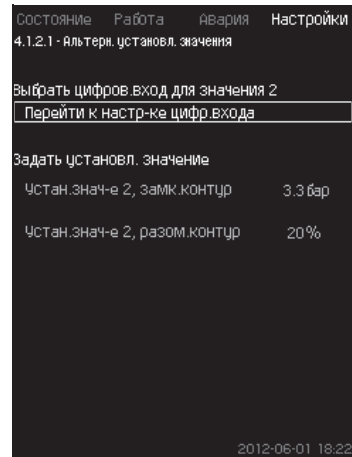 Состояние Работа Авария Настройки
4.1.2.1 - Альтерн. установл. значения
Выбрать цифров.вход для значения 2
Перейти к настр-ке цифр.входа
Задать установл. значение
Устан.знач-е 2, замк.контур 3.3 бар
Устан.знач-е 2, разом.контур 20%
2012-06-01 18:22